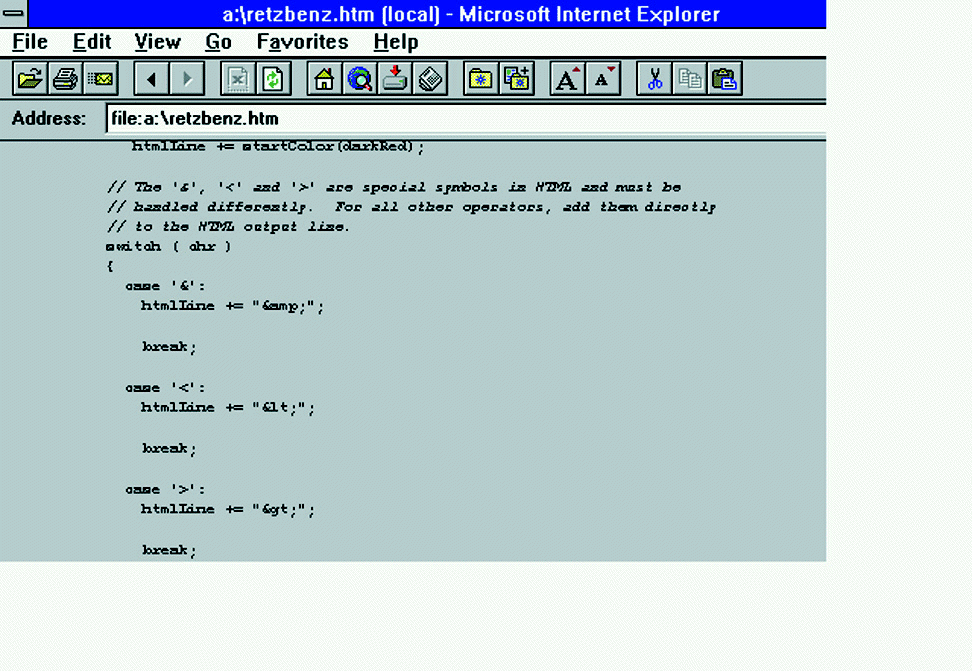 a:\retzbenz.htm (local) - Microsoft Internet Explorer
File Edit View Go Favorites Help
A A
Address: file:a:\retzbenz.htm
htmlLine += startColor(darkRed);
// The '&', '<' and '>' are special symbols in HTML and must be
// handled differently. For all other operators, add them directly
// to the HTML output line.
switch ( chr )
{
case '&':
htmlLine += "&amp;";
break;
case '<':
htmlLine += "&lt;";
break;
case '>':
htmlLine += "&gt;";
break;